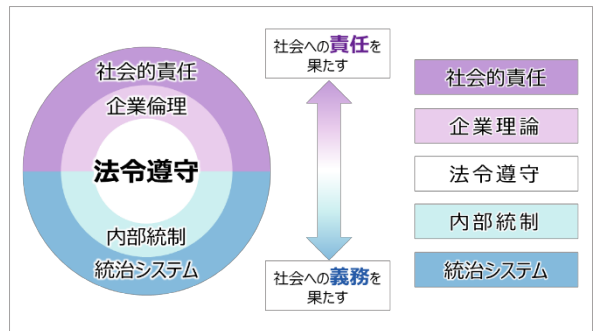 社会的責任
企業倫理
法令遵守
内部統制
統治システム
社会への責任を
果たす
社会への義務を
果たす
社会的責任
企業理論
法令遵守
内部統制
統治システム